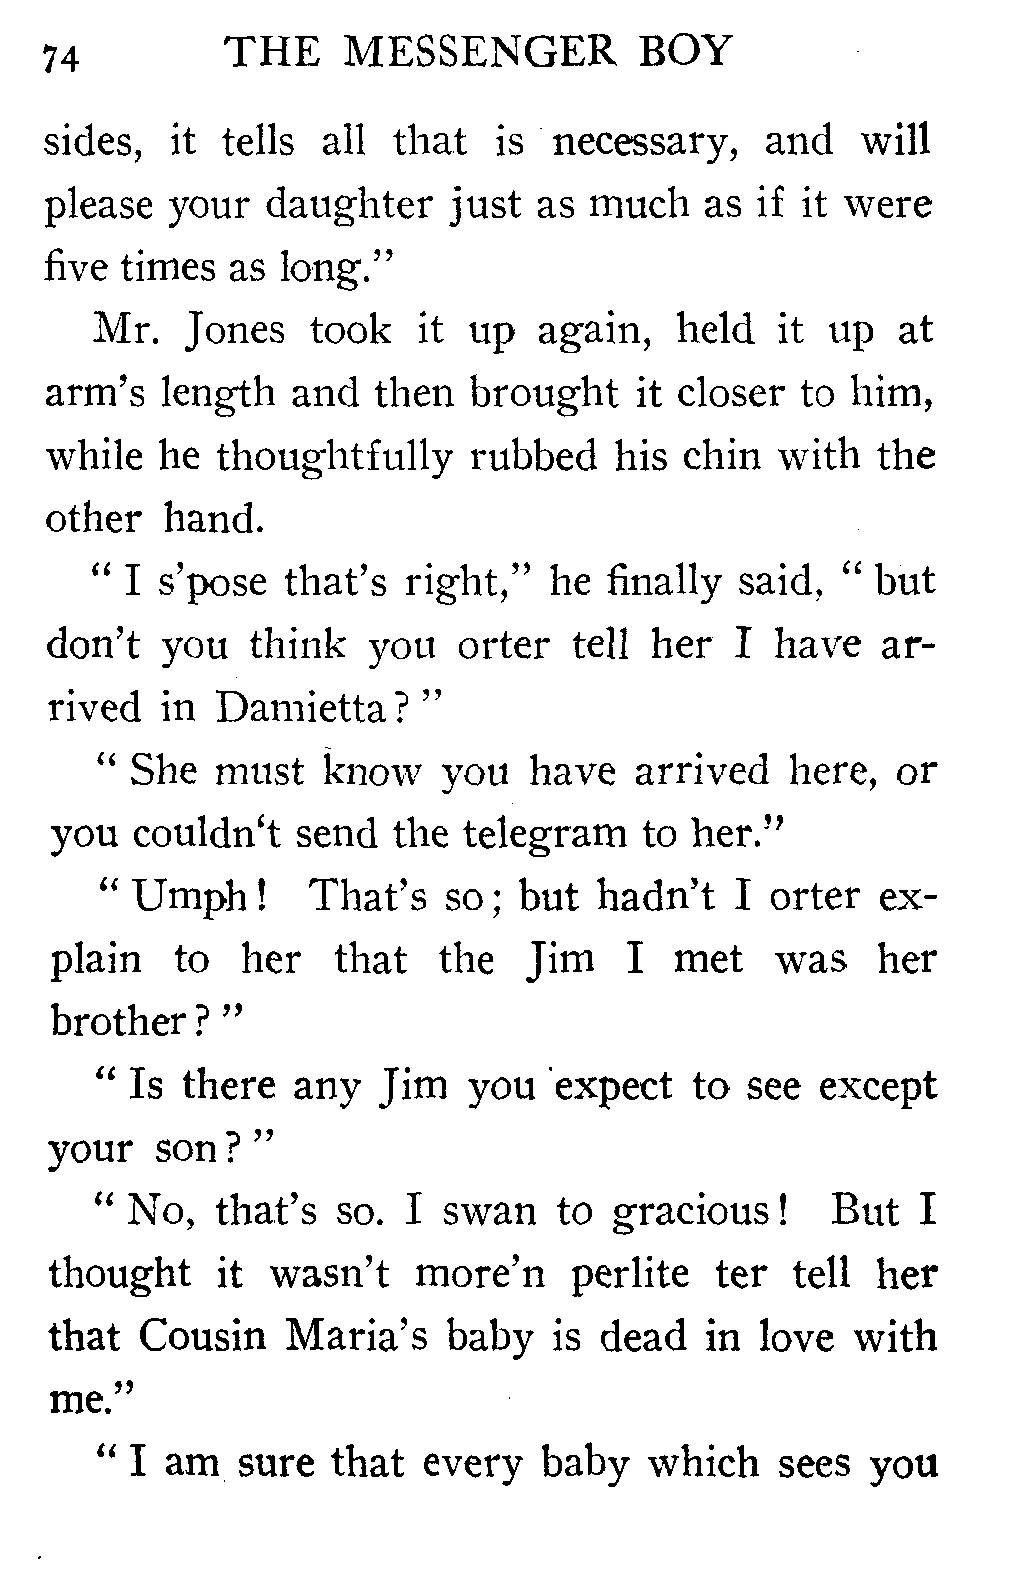 74 THE MESSENGER BOY
sides, it tells all that is necessary, and will
please your daughter just as much as if it were
five times as long."
Mr. Jones took it up again, held it up at
arm's length and then brought it closer to him,
while he thoughtfully rubbed his chin with the
other hand.
" I s'pose that's right," he finally said, " but
don't you think you orter tell her I have ar-
rived in Damietta? "
" She must know you have arrived here, or
you couldn‘t send the telegram to her."
" Umph! That's so; but hadn't I orter ex-
plain to her that the Jim I met was her
brother? "
" Is there any Jim you expect to see except
your son? "
" No, that's so. I swan to gracious! But I
thought it wasn't more'n perlite ter tell her
that Cousin Maria's baby is dead in love with
me."
" I am sure that every baby which sees you